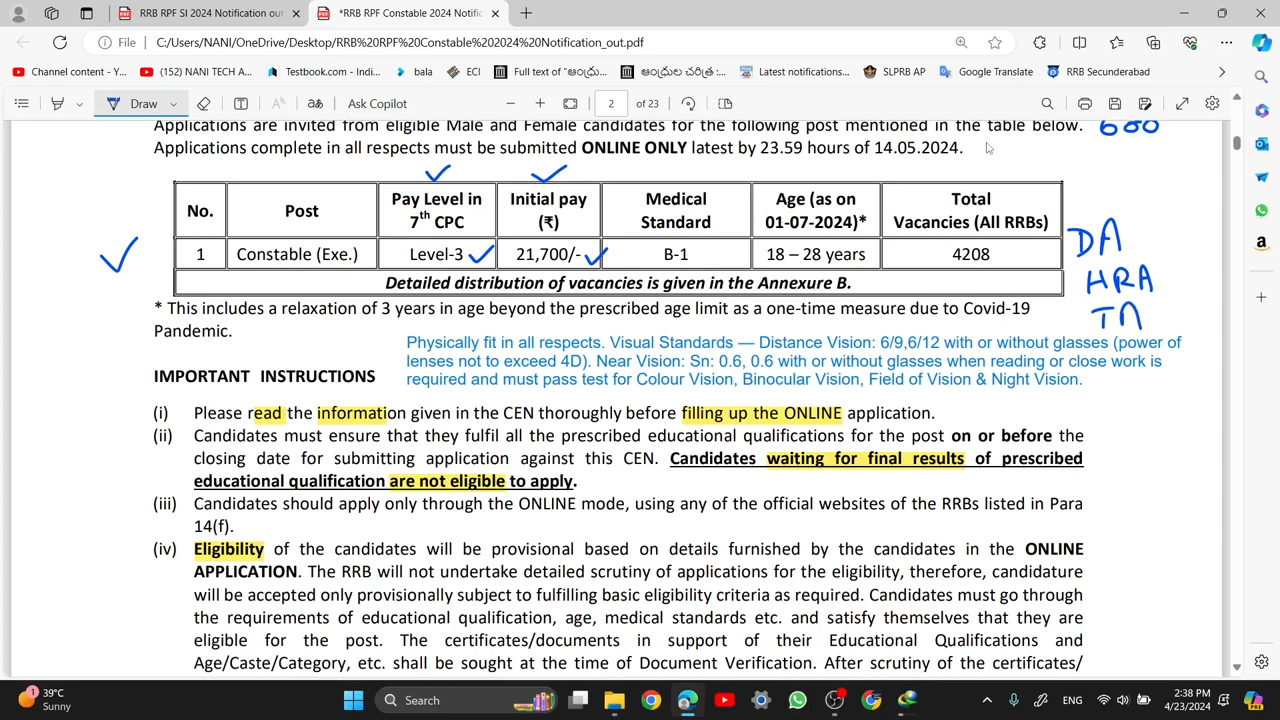 RRB RPF SI 2024 Notification out
*RRB RPF Constable 2024 Notific
File
C:/Users/NANI/OneDrive/Desktop/RRB%20RPF%20Constable%202024%20Notification_out.pdf
Channel content - Y...
(152) NANI TECH A...
Testbook.com - Indi...
bala
ECI
Full text of "ఆంధ్రు...
ఆంధ్రుల చరిత్ర :...
Latest notifications...
SLPRB AP
Google Translate
RRB Secunderabad
Draw
Ask Copilot
2 of 23
Applications are invited from eligible Male and Female candidates for the following post mentioned in the table below.
Applications complete in all respects must be submitted ONLINE ONLY latest by 23.59 hours of 14.05.2024.
No. Post Pay Level in 7th CPC Initial pay (₹) Medical Standard Age (as on 01-07-2024)* Total Vacancies (All RRBs)
1 Constable (Exe.) Level-3 21,700/- B-1 18 – 28 years 4208
DA
HRA
Detailed distribution of vacancies is given in the Annexure B.
* This includes a relaxation of 3 years in age beyond the prescribed age limit as a one-time measure due to Covid-19
Pandemic.
Physically fit in all respects. Visual Standards — Distance Vision: 6/9,6/12 with or without glasses (power of
lenses not to exceed 4D). Near Vision: Sn: 0.6, 0.6 with or without glasses when reading or close work is
required and must pass test for Colour Vision, Binocular Vision, Field of Vision & Night Vision.
IMPORTANT INSTRUCTIONS
(i) Please read the information given in the CEN thoroughly before filling up the ONLINE application.
(ii) Candidates must ensure that they fulfil all the prescribed educational qualifications for the post on or before the
closing date for submitting application against this CEN. Candidates waiting for final results of prescribed
educational qualification are not eligible to apply.
(iii) Candidates should apply only through the ONLINE mode, using any of the official websites of the RRBs listed in Para
14(f).
(iv) Eligibility of the candidates will be provisional based on details furnished by the candidates in the ONLINE
APPLICATION. The RRB will not undertake detailed scrutiny of applications for the eligibility, therefore, candidature
will be accepted only provisionally subject to fulfilling basic eligibility criteria as required. Candidates must go through
the requirements of educational qualification, age, medical standards etc. and satisfy themselves that they are
eligible for the post. The certificates/documents in support of their Educational Qualifications and
Age/Caste/Category, etc. shall be sought at the time of Document Verification. After scrutiny of the certificates/
39°C
Sunny
Search
ENG
2:38 PM
4/23/2024